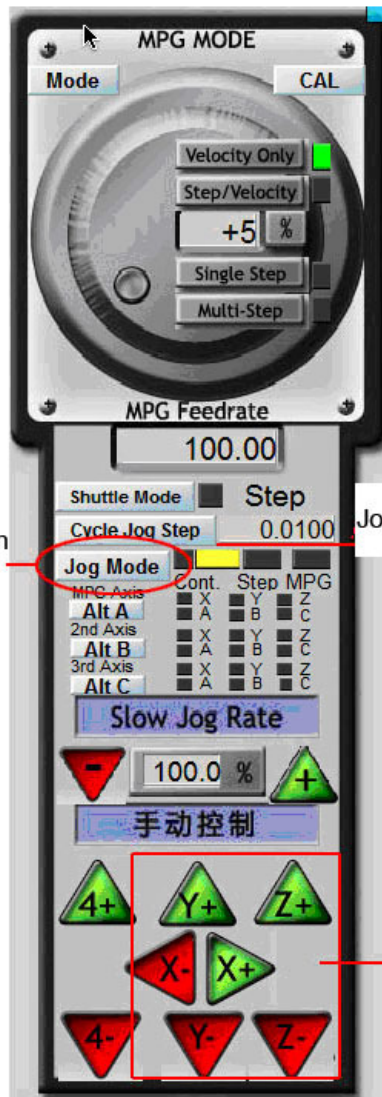 MPG MODE
Mode CAL
Velocity Only
Step/Velocity
+5 %
Single Step
Multi-Step
MPG Feedrate
100.00
Shuttle Mode Step
Cycle Jog Step 0.0100 Jo
n
Jog Mode
Cont. Step MPG
MPG Axis X Y Z
Alt A A B C
2nd Axis X Y Z
Alt B A B C
3rd Axis X Y Z
Alt C A B C
Slow Jog Rate
- 100.0 % +
手动控制
4+ Y+ Z+
X- X+
4- Y- Z-